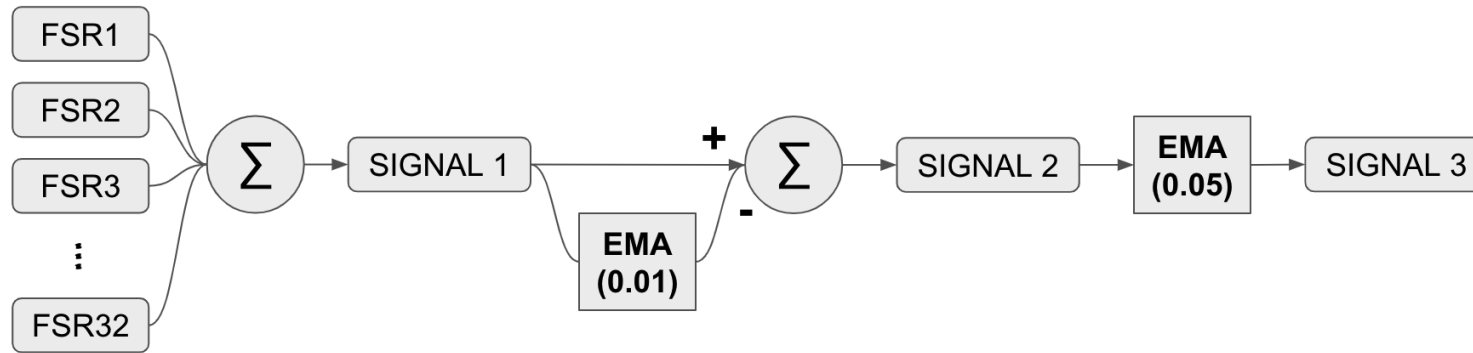 FSR1
FSR2
FSR3
⋮
FSR32
Σ
SIGNAL 1
EMA
(0.01)
+
-
Σ
SIGNAL 2
EMA
(0.05)
SIGNAL 3